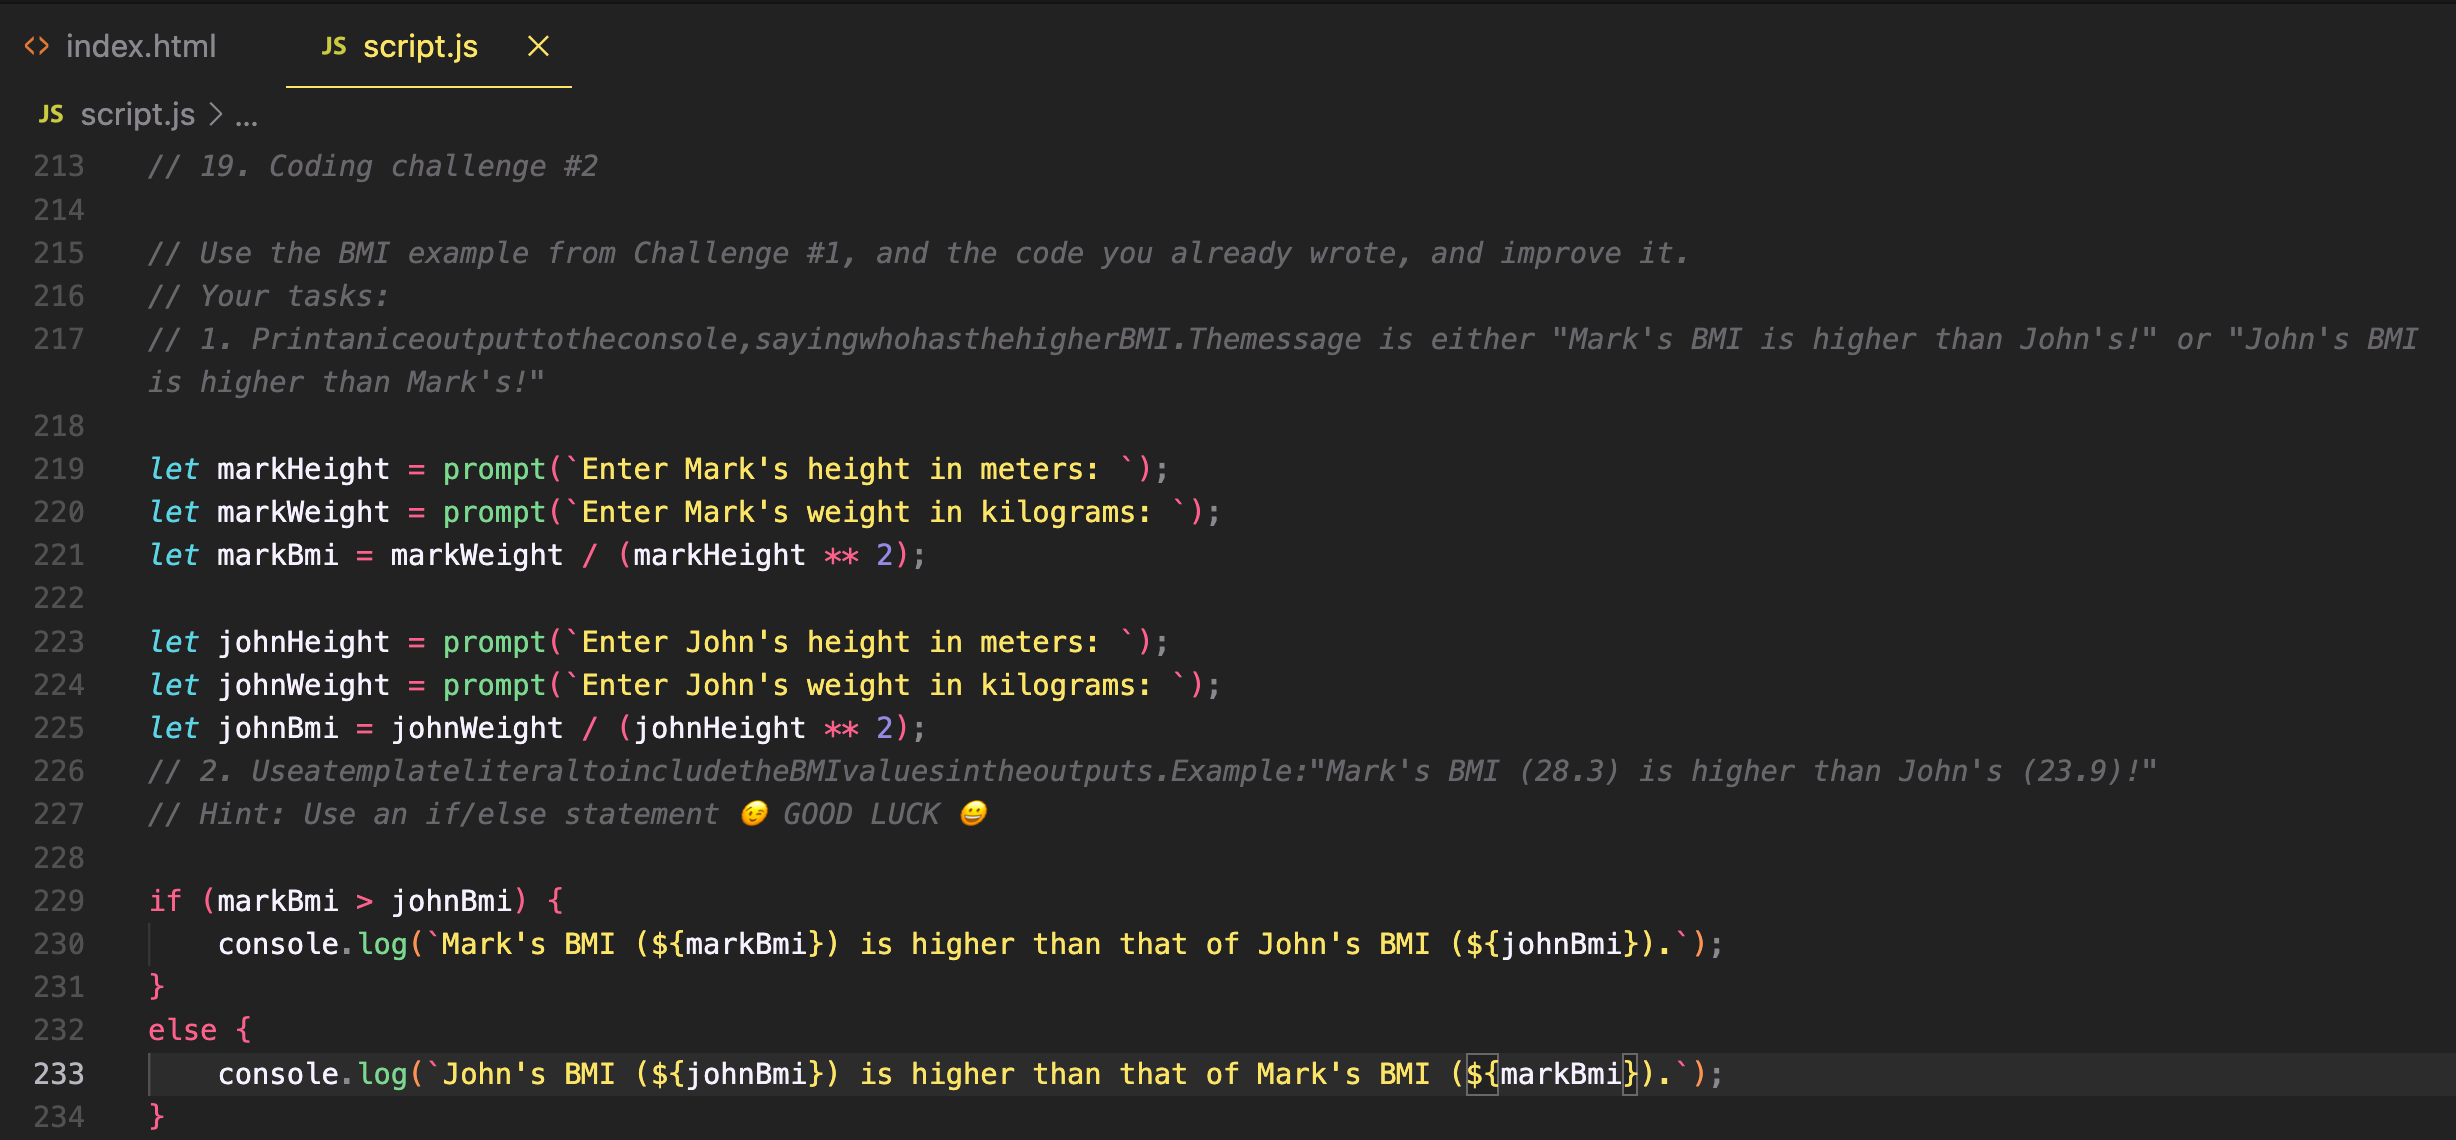 <> index.html JS script.js ×
JS script.js > ...
213 // 19. Coding challenge #2
214
215 // Use the BMI example from Challenge #1, and the code you already wrote, and improve it.
216 // Your tasks:
217 // 1. Printaniceoutputtotheconsole,sayingwhohasthehigherBMI.Themessage is either "Mark's BMI is higher than John's!" or "John's BMI
is higher than Mark's!"
218
219 let markHeight = prompt(`Enter Mark's height in meters: `);
220 let markWeight = prompt(`Enter Mark's weight in kilograms: `);
221 let markBmi = markWeight / (markHeight ** 2);
222
223 let johnHeight = prompt(`Enter John's height in meters: `);
224 let johnWeight = prompt(`Enter John's weight in kilograms: `);
225 let johnBmi = johnWeight / (johnHeight ** 2);
226 // 2. UseatemplateliteraltoincludetheBMIvaluesintheoutputs.Example:"Mark's BMI (28.3) is higher than John's (23.9)!"
227 // Hint: Use an if/else statement 😉 GOOD LUCK 😀
228
229 if (markBmi > johnBmi) {
230 console.log(`Mark's BMI (${markBmi}) is higher than that of John's BMI (${johnBmi}).`);
231 }
232 else {
233 console.log(`John's BMI (${johnBmi}) is higher than that of Mark's BMI (${markBmi}).`);
234 }